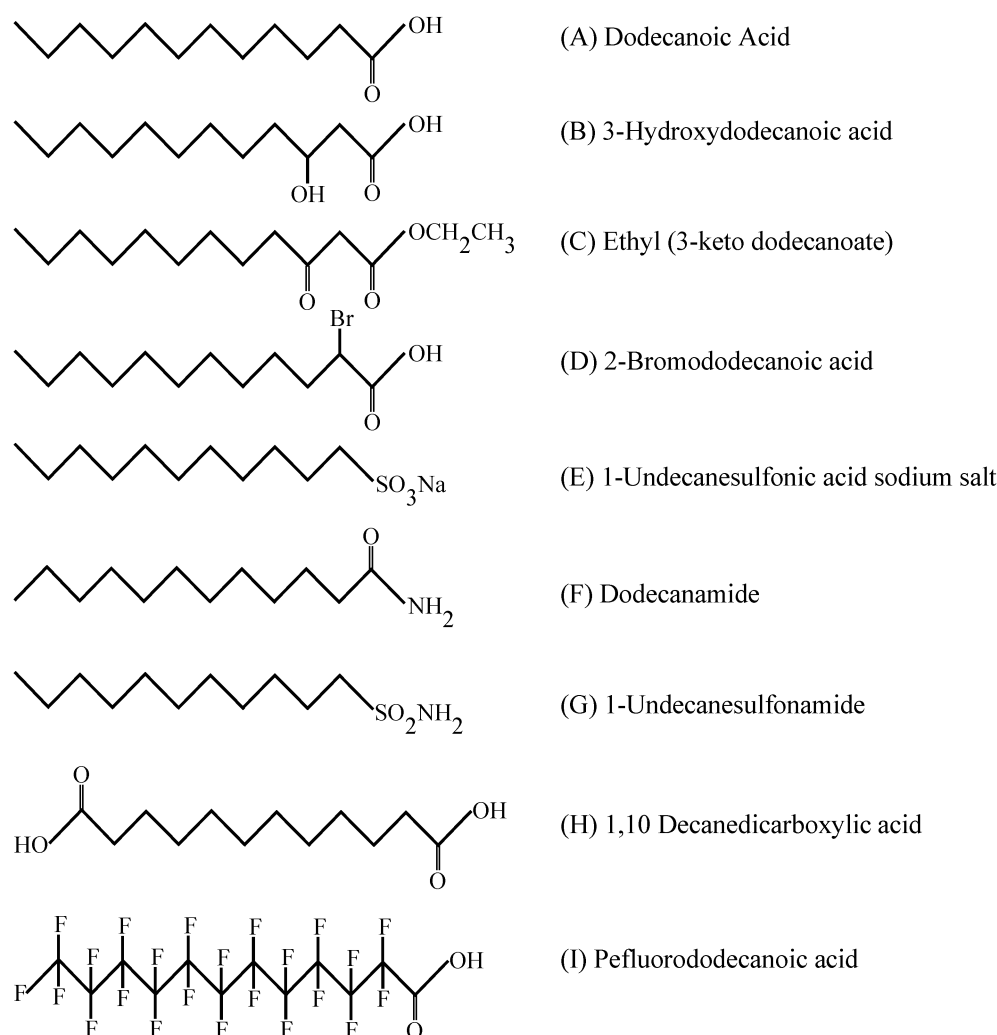 OH
O
(A) Dodecanoic Acid
OH
OH
O
(B) 3-Hydroxydodecanoic acid
OCH2CH3
O
O
(C) Ethyl (3-keto dodecanoate)
Br
OH
O
(D) 2-Bromododecanoic acid
SO3Na
(E) 1-Undecanesulfonic acid sodium salt
O
NH2
(F) Dodecanamide
SO2NH2
(G) 1-Undecanesulfonamide
O
HO
OH
O
(H) 1,10 Decanedicarboxylic acid
F F F F F F
F F F F F OH
F F F F F F F
F F F F F O
(I) Pefluorododecanoic acid